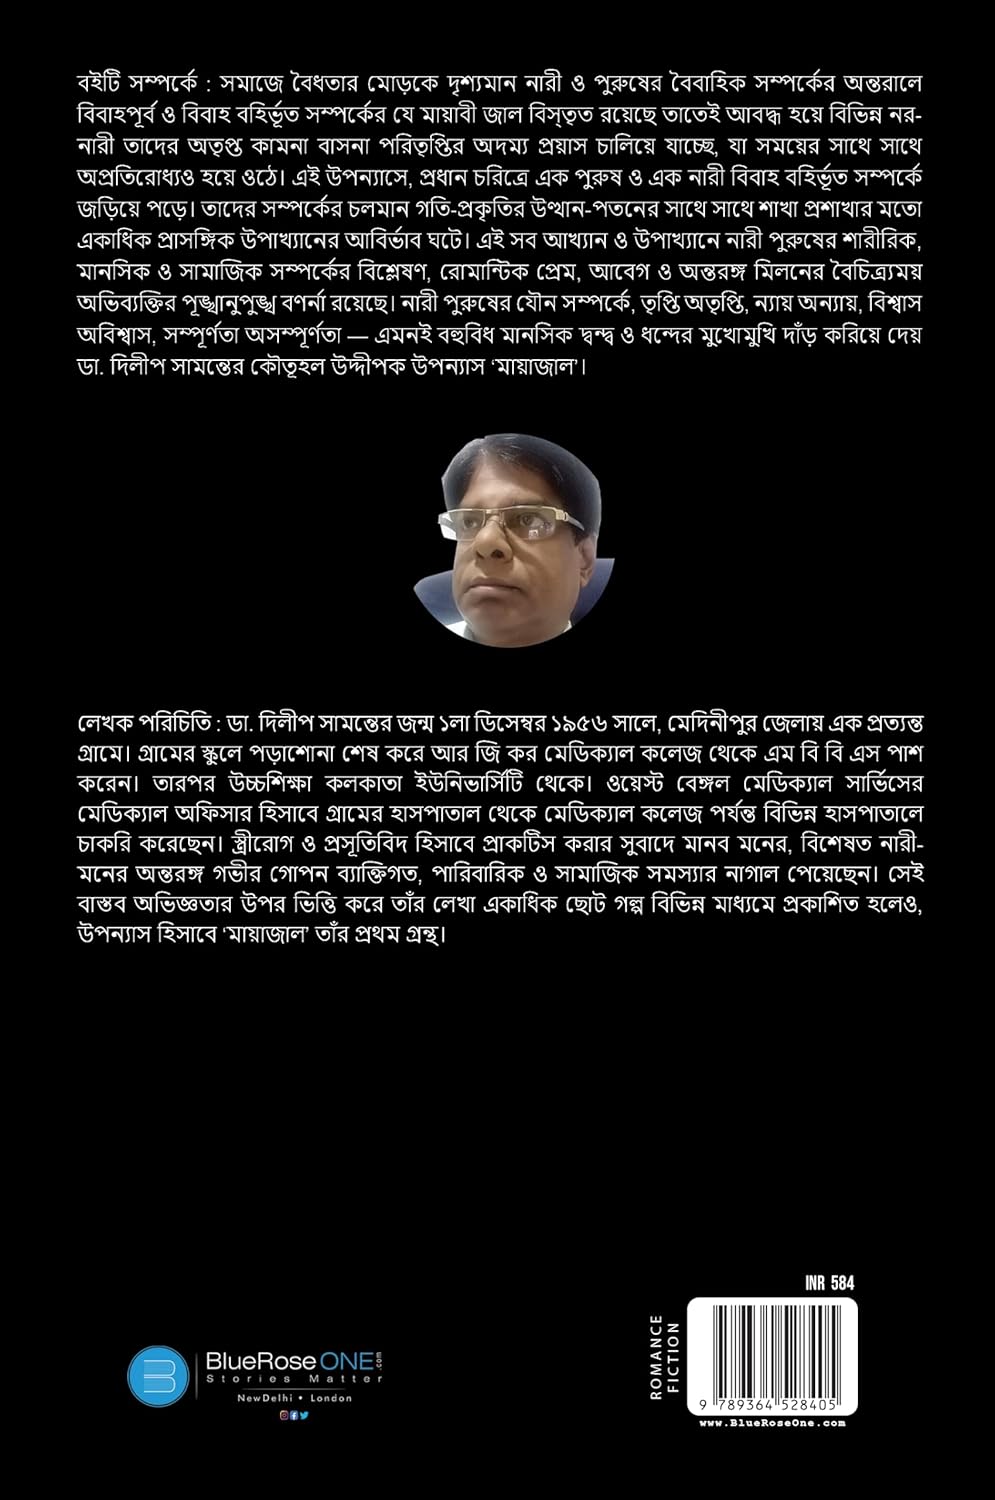 বইটি সম্পর্কে : সমাজে বৈধতার মোড়কে দৃশ্যমান নারী ও পুরুষের বৈবাহিক সম্পর্কের অন্তরালে
বিবাহপূর্ব ও বিবাহ বহির্ভূত সম্পর্কের যে মায়াবী জাল বিস্তৃত রয়েছে তাতেই আবদ্ধ হয়ে বিভিন্ন নর-
নারী তাদের অতৃপ্ত কামনা বাসনা পরিতৃপ্তির অদম্য প্রয়াস চালিয়ে যাচ্ছে, যা সময়ের সাথে সাথে
অপ্রতিরোধ্যও হয়ে ওঠে। এই উপন্যাসে, প্রধান চরিত্রে এক পুরুষ ও এক নারী বিবাহ বহির্ভূত সম্পর্কে
জড়িয়ে পড়ে। তাদের সম্পর্কের চলমান গতি-প্রকৃতির উত্থান-পতনের সাথে সাথে শাখা প্রশাখার মতো
একাধিক প্রাসঙ্গিক উপাখ্যানের আবির্ভাব ঘটে। এই সব আখ্যান ও উপাখ্যানে নারী পুরুষের শারীরিক,
মানসিক ও সামাজিক সম্পর্কের বিশ্লেষণ, রোমান্টিক প্রেম, আবেগ ও অন্তরঙ্গ মিলনের বৈচিত্র্যময়
অভিব্যক্তির পূঙ্খানুপুঙ্খ বণর্না রয়েছে। নারী পুরুষের যৌন সম্পর্কে, তৃপ্তি অতৃপ্তি, ন্যায় অন্যায়, বিশ্বাস
অবিশ্বাস, সম্পূর্ণতা অসম্পূর্ণতা — এমনই বহুবিধ মানসিক দ্বন্দ্ব ও ধন্দের মুখোমুখি দাঁড় করিয়ে দেয়
ডা. দিলীপ সামন্তের কৌতূহল উদ্দীপক উপন্যাস ‘মায়াজাল’।
লেখক পরিচিতি : ডা. দিলীপ সামন্তের জন্ম ১লা ডিসেম্বর ১৯৫৬ সালে, মেদিনীপুর জেলায় এক প্রত্যন্ত
গ্রামে। গ্রামের স্কুলে পড়াশোনা শেষ করে আর জি কর মেডিক্যাল কলেজ থেকে এম বি বি এস পাশ
করেন। তারপর উচ্চশিক্ষা কলকাতা ইউনিভার্সিটি থেকে। ওয়েস্ট বেঙ্গল মেডিক্যাল সার্ভিসের
মেডিক্যাল অফিসার হিসাবে গ্রামের হাসপাতাল থেকে মেডিক্যাল কলেজ পর্যন্ত বিভিন্ন হাসপাতালে
চাকরি করেছেন। স্ত্রীরোগ ও প্রসূতিবিদ হিসাবে প্রাকটিস করার সুবাদে মানব মনের, বিশেষত নারী-
মনের অন্তরঙ্গ গভীর গোপন ব্যাক্তিগত, পারিবারিক ও সামাজিক সমস্যার নাগাল পেয়েছেন। সেই
বাস্তব অভিজ্ঞতার উপর ভিত্তি করে তাঁর লেখা একাধিক ছোট গল্প বিভিন্ন মাধ্যমে প্রকাশিত হলেও,
উপন্যাস হিসাবে ‘মায়াজাল’ তাঁর প্রথম গ্রন্থ।
INR 584
ROMANCE
FICTION
9 789364 528405
www.BlueRoseOne.com
BlueRose ONE .com
Stories Matter
NewDelhi • London